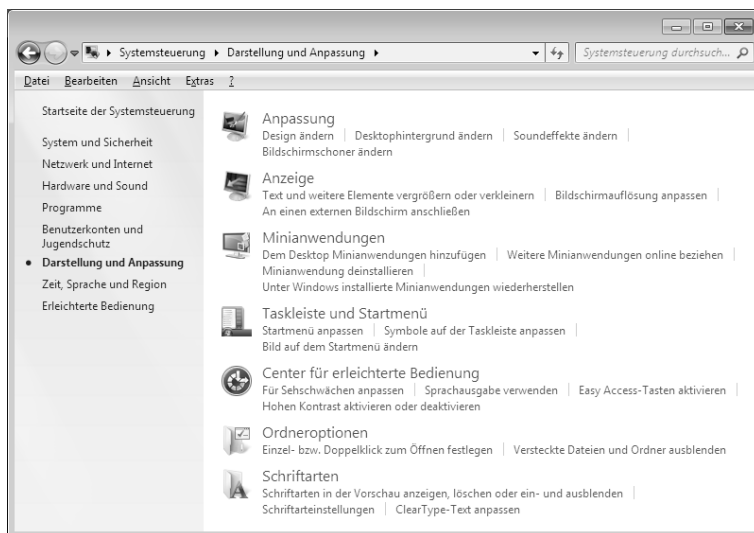 Systemsteuerung Darstellung und Anpassung Systemsteuerung durchsuch...
Datei Bearbeiten Ansicht Extras ?
Startseite der Systemsteuerung
System und Sicherheit
Netzwerk und Internet
Hardware und Sound
Programme
Benutzerkonten und
Jugendschutz
Darstellung und Anpassung
Zeit, Sprache und Region
Erleichterte Bedienung
Anpassung
Design ändern Desktophintergrund ändern Soundeffekte ändern
Bildschirmschoner ändern
Anzeige
Text und weitere Elemente vergrößern oder verkleinern Bildschirmauflösung anpassen
An einen externen Bildschirm anschließen
Minianwendungen
Dem Desktop Minianwendungen hinzufügen Weitere Minianwendungen online beziehen
Minianwendung deinstallieren
Unter Windows installierte Minianwendungen wiederherstellen
Taskleiste und Startmenü
Startmenü anpassen Symbole auf der Taskleiste anpassen
Bild auf dem Startmenü ändern
Center für erleichterte Bedienung
Für Sehschwächen anpassen Sprachausgabe verwenden Easy Access-Tasten aktivieren
Hohen Kontrast aktivieren oder deaktivieren
Ordneroptionen
Einzel- bzw. Doppelklick zum Öffnen festlegen Versteckte Dateien und Ordner ausblenden
Schriftarten
Schriftarten in der Vorschau anzeigen, löschen oder ein- und ausblenden
Schriftarteinstellungen ClearType-Text anpassen